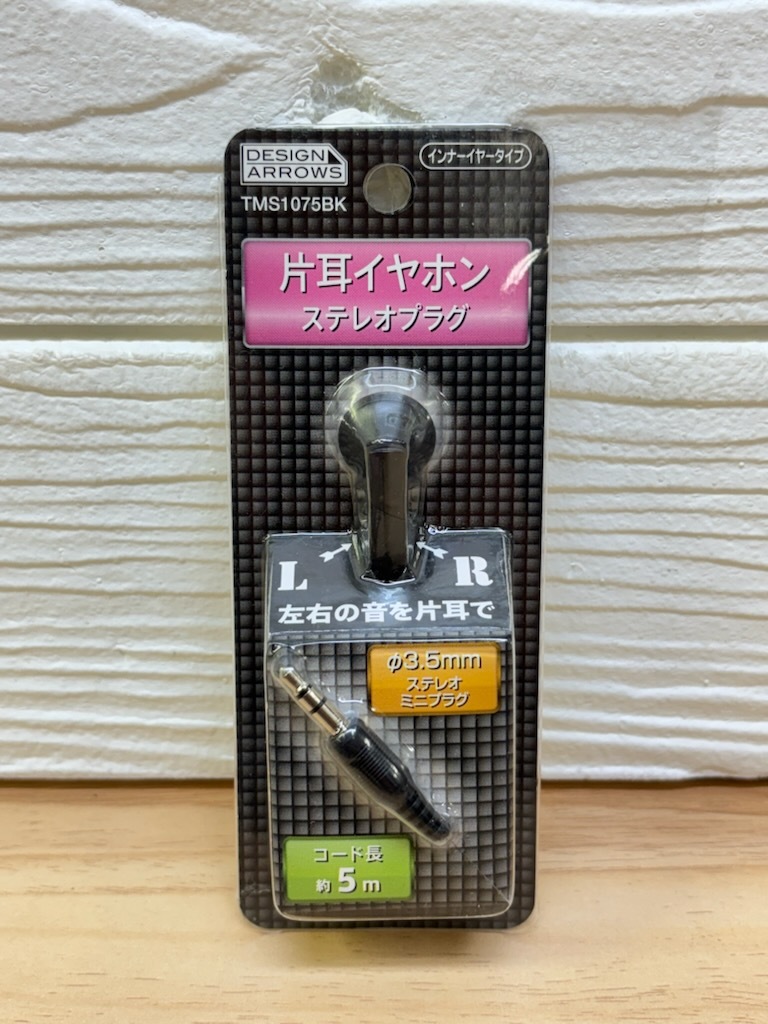 DESIGN
ARROWS
インナーイヤータイプ
TMS1075BK
片耳イヤホン
ステレオプラグ
L R
左右の音を片耳で
φ3.5mm
ステレオ
ミニプラグ
コード長
約5m